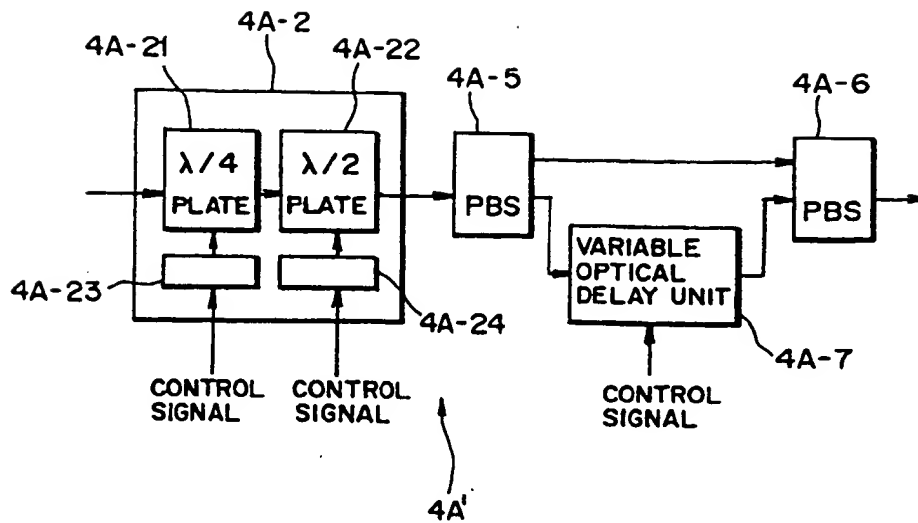 4A-2
4A-21
4A-22
4A-5
4A-6
λ/4
PLATE
λ/2
PLATE
PBS
PBS
VARIABLE
OPTICAL
DELAY UNIT
4A-23
4A-24
4A-7
CONTROL
SIGNAL
CONTROL
SIGNAL
CONTROL
SIGNAL
4A'